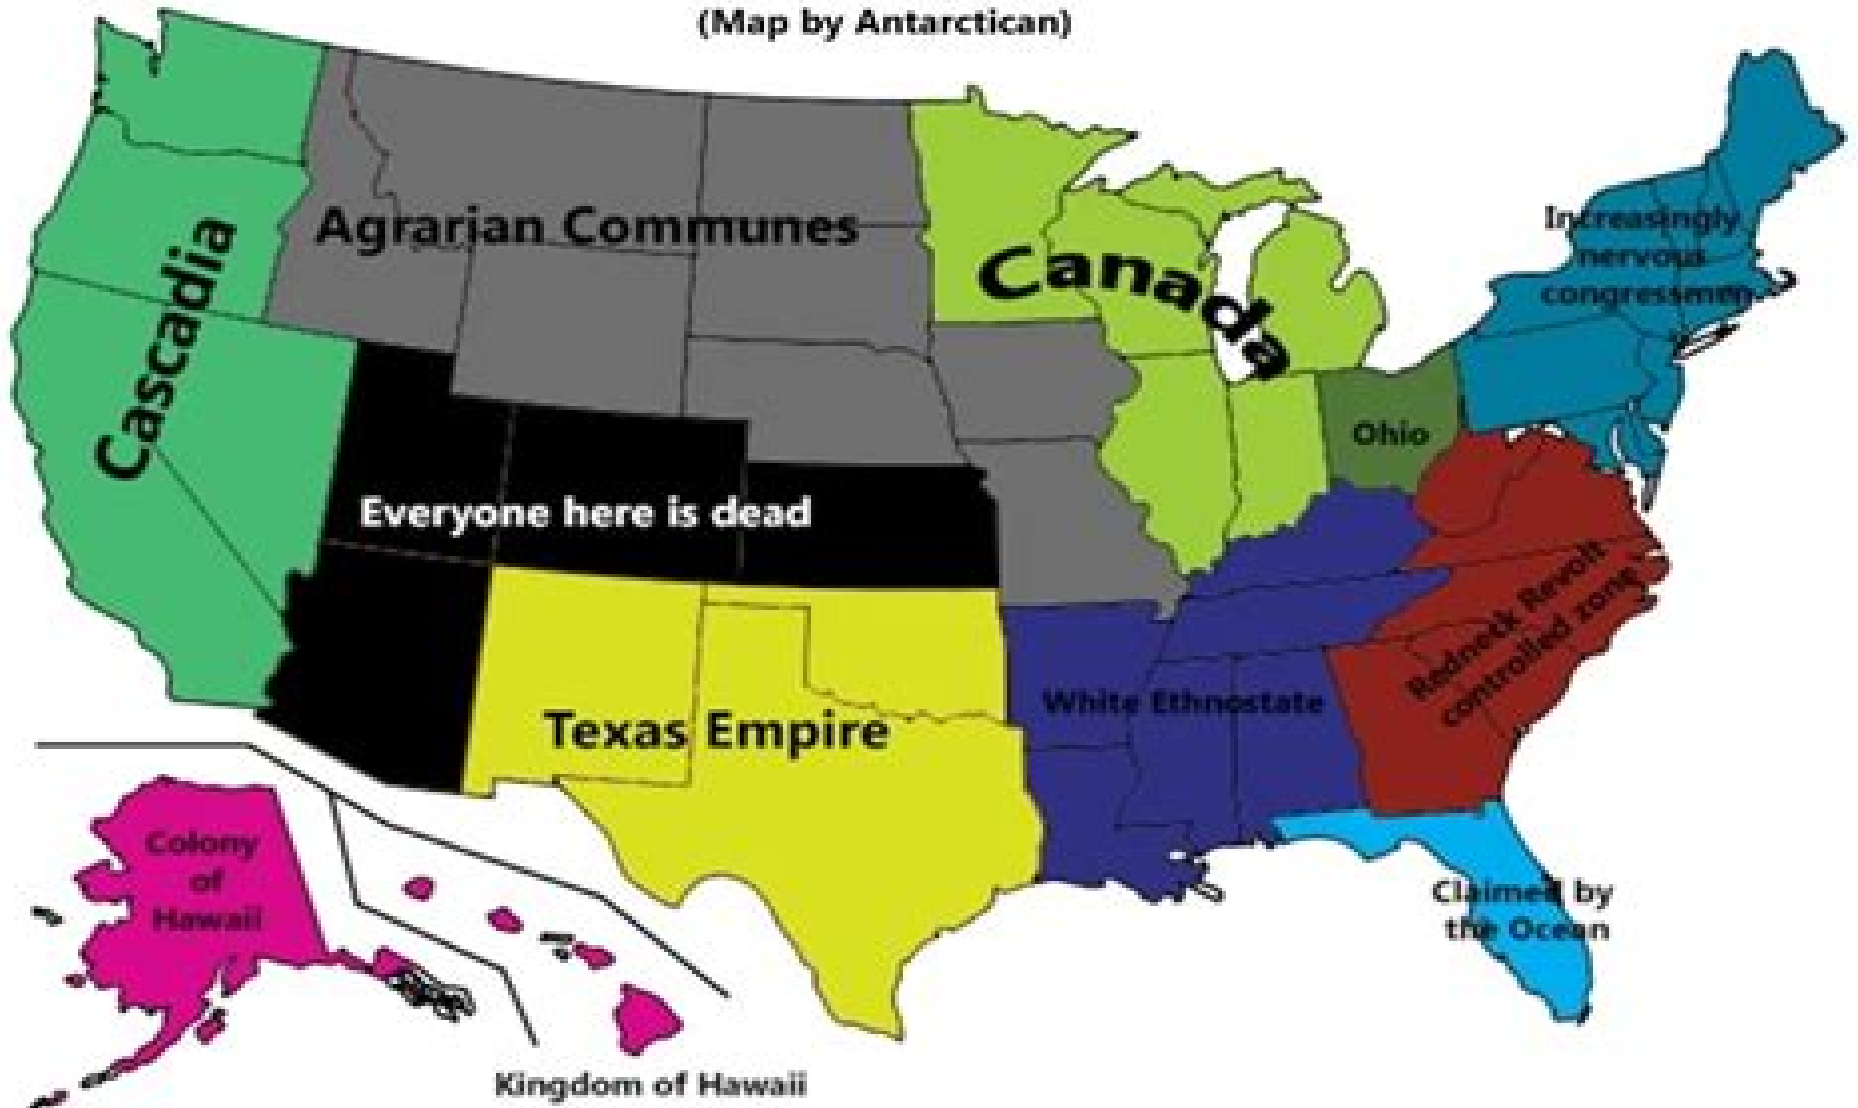 (Map by Antarctican)
Cascadia
Agrarian Communes
Canada
Increasingly
nervous
congressmen
Ohio
Everyone here is dead
Redneck Revolt
controlled zone
White Ethnostate
Texas Empire
Colony
of
Hawaii
Claimed by
the Ocean
Kingdom of Hawaii